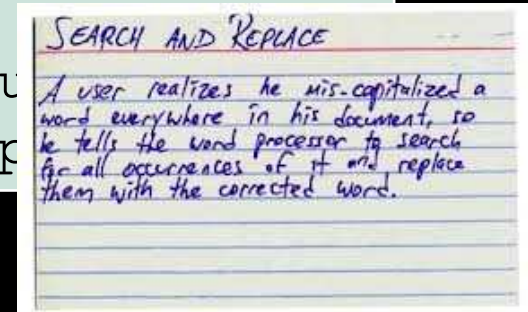 SEARCH AND REPLACE
A user realizes he mis-capitalized a
word everywhere in his document, so
he tells the word processor to search
for all occurrences of it and replace
them with the corrected word.